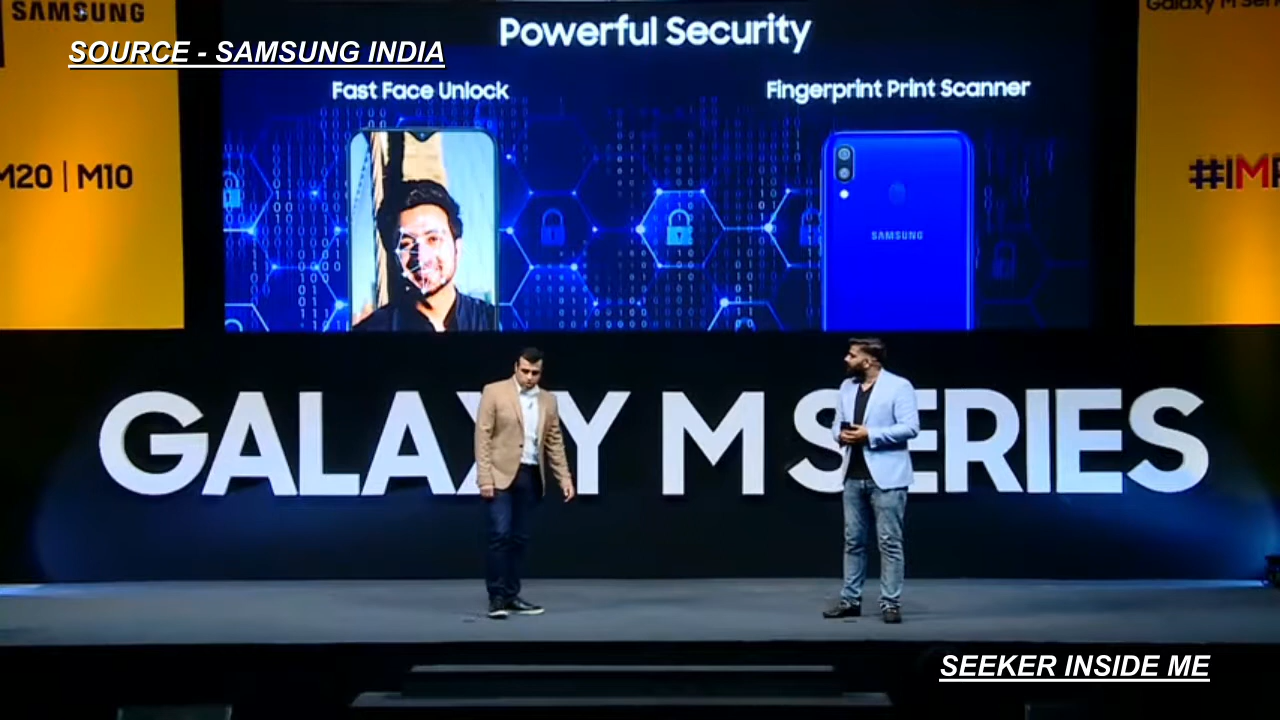 SAMSUNG
SOURCE - SAMSUNG INDIA
Powerful Security
Galaxy M Seri
Fast Face Unlock
Fingerprint Print Scanner
M20 | M10
#IM
SAMSUNG
GALAXY M SERIES
SEEKER INSIDE ME